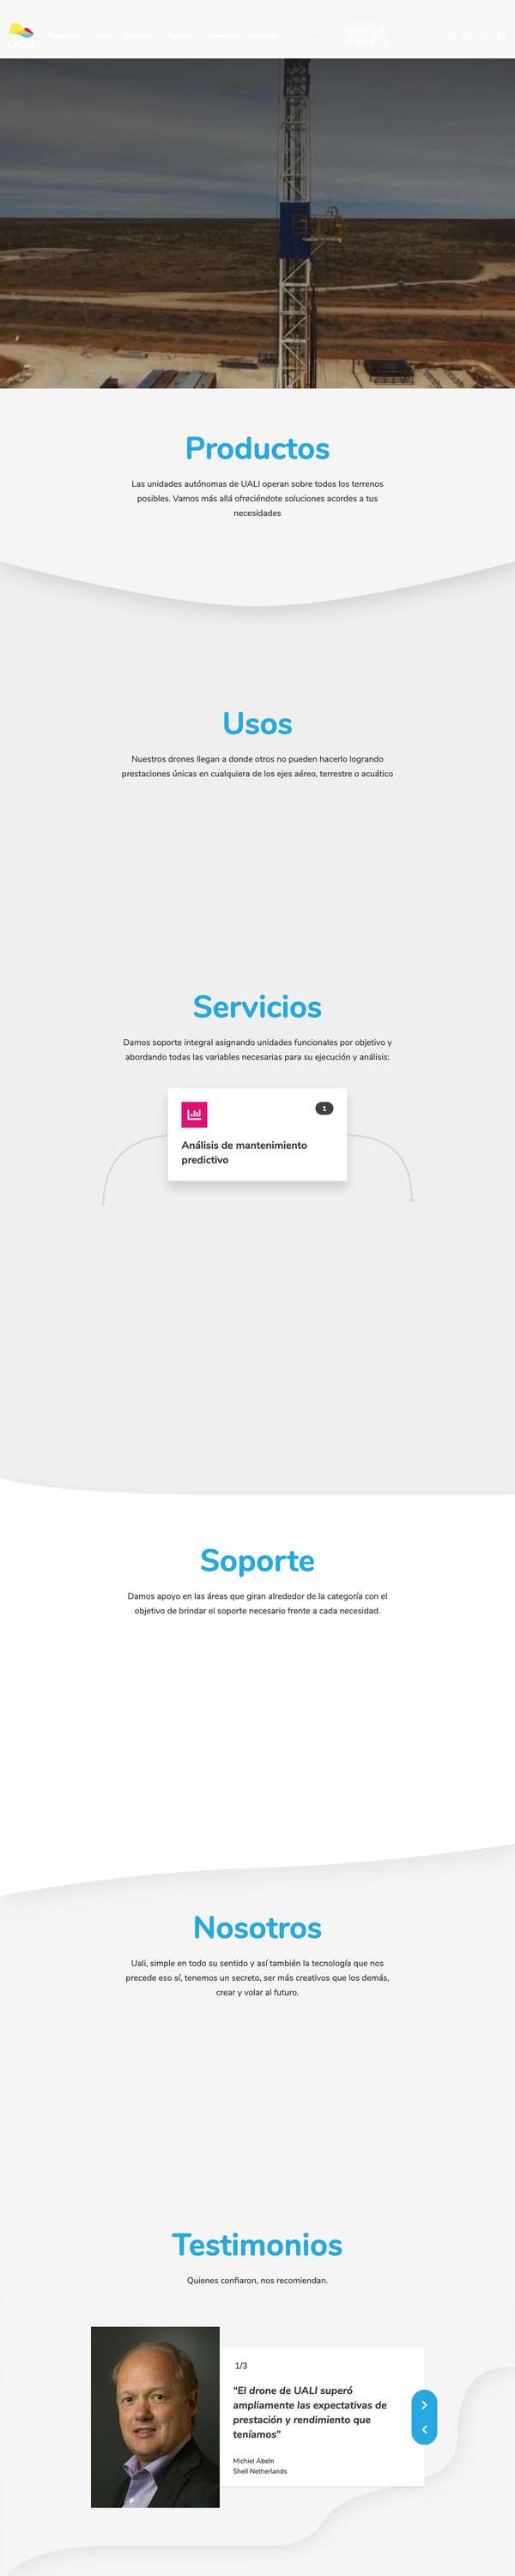 UALI
IBM
Productos
Las unidades autónomas de UALI operan sobre todos los terrenos
posibles. Vamos más allá ofreciéndote soluciones acordes a tus
necesidades
Usos
Nuestros drones llegan a donde otros no pueden hacerlo logrando
prestaciones únicas en cualquiera de los ejes aéreo, terrestre o acuático
Servicios
Damos soporte integral asignando unidades funcionales por objetivo y
abordando todas las variables necesarias para su ejecución y análisis:
1
Análisis de mantenimiento
predictivo
Soporte
Damos apoyo en las áreas que giran alrededor de la categoría con el
objetivo de brindar el soporte necesario frente a cada necesidad.
Nosotros
Uali, simple en todo su sentido y así también la tecnología que nos
precede eso sí, tenemos un secreto, ser más creativos que los demás,
crear y volar al futuro.
Testimonios
Quienes confiaron, nos recomiendan.
1/3
“El drone de UALI superó
ampliamente las expectativas de
prestación y rendimiento que
teníamos”
Michiel Abeln
Shell Netherlands